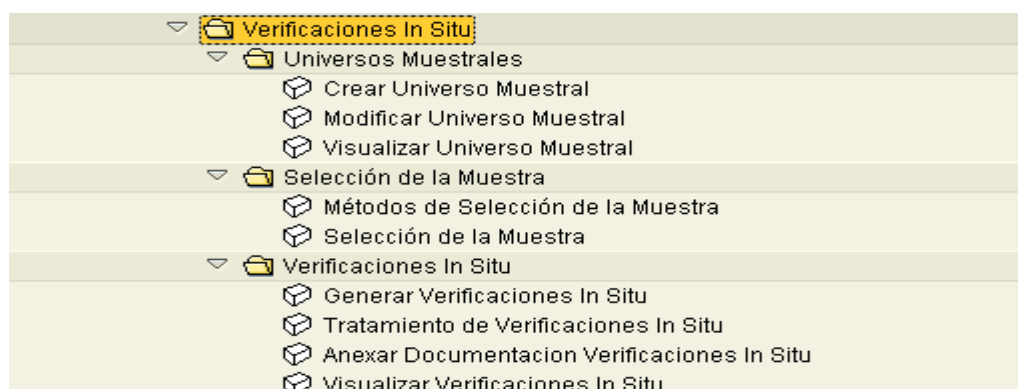 Verificaciones In Situ
Universos Muestrales
Crear Universo Muestral
Modificar Universo Muestral
Visualizar Universo Muestral
Selección de la Muestra
Métodos de Selección de la Muestra
Selección de la Muestra
Verificaciones In Situ
Generar Verificaciones In Situ
Tratamiento de Verificaciones In Situ
Anexar Documentacion Verificaciones In Situ
Visualizar Verificaciones In Situ